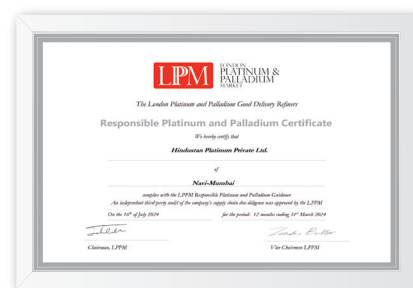 LPPM
LONDON
PLATINUM &
PALLADIUM
MARKET
The London Platinum and Palladium Good Delivery Refiners
Responsible Platinum and Palladium Certificate
We hereby certify that
Hindustan Platinum Private Ltd.
of
Navi-Mumbai
complies with the LPPM Responsible Platinum and Palladium Guidance
An independent third party audit of the company's supply chain due diligence was approved by the LPPM
On the 16th of July 2024
for the period: 12 months ending 31st March 2024
Chairman, LPPM
Vice Chairman LPPM